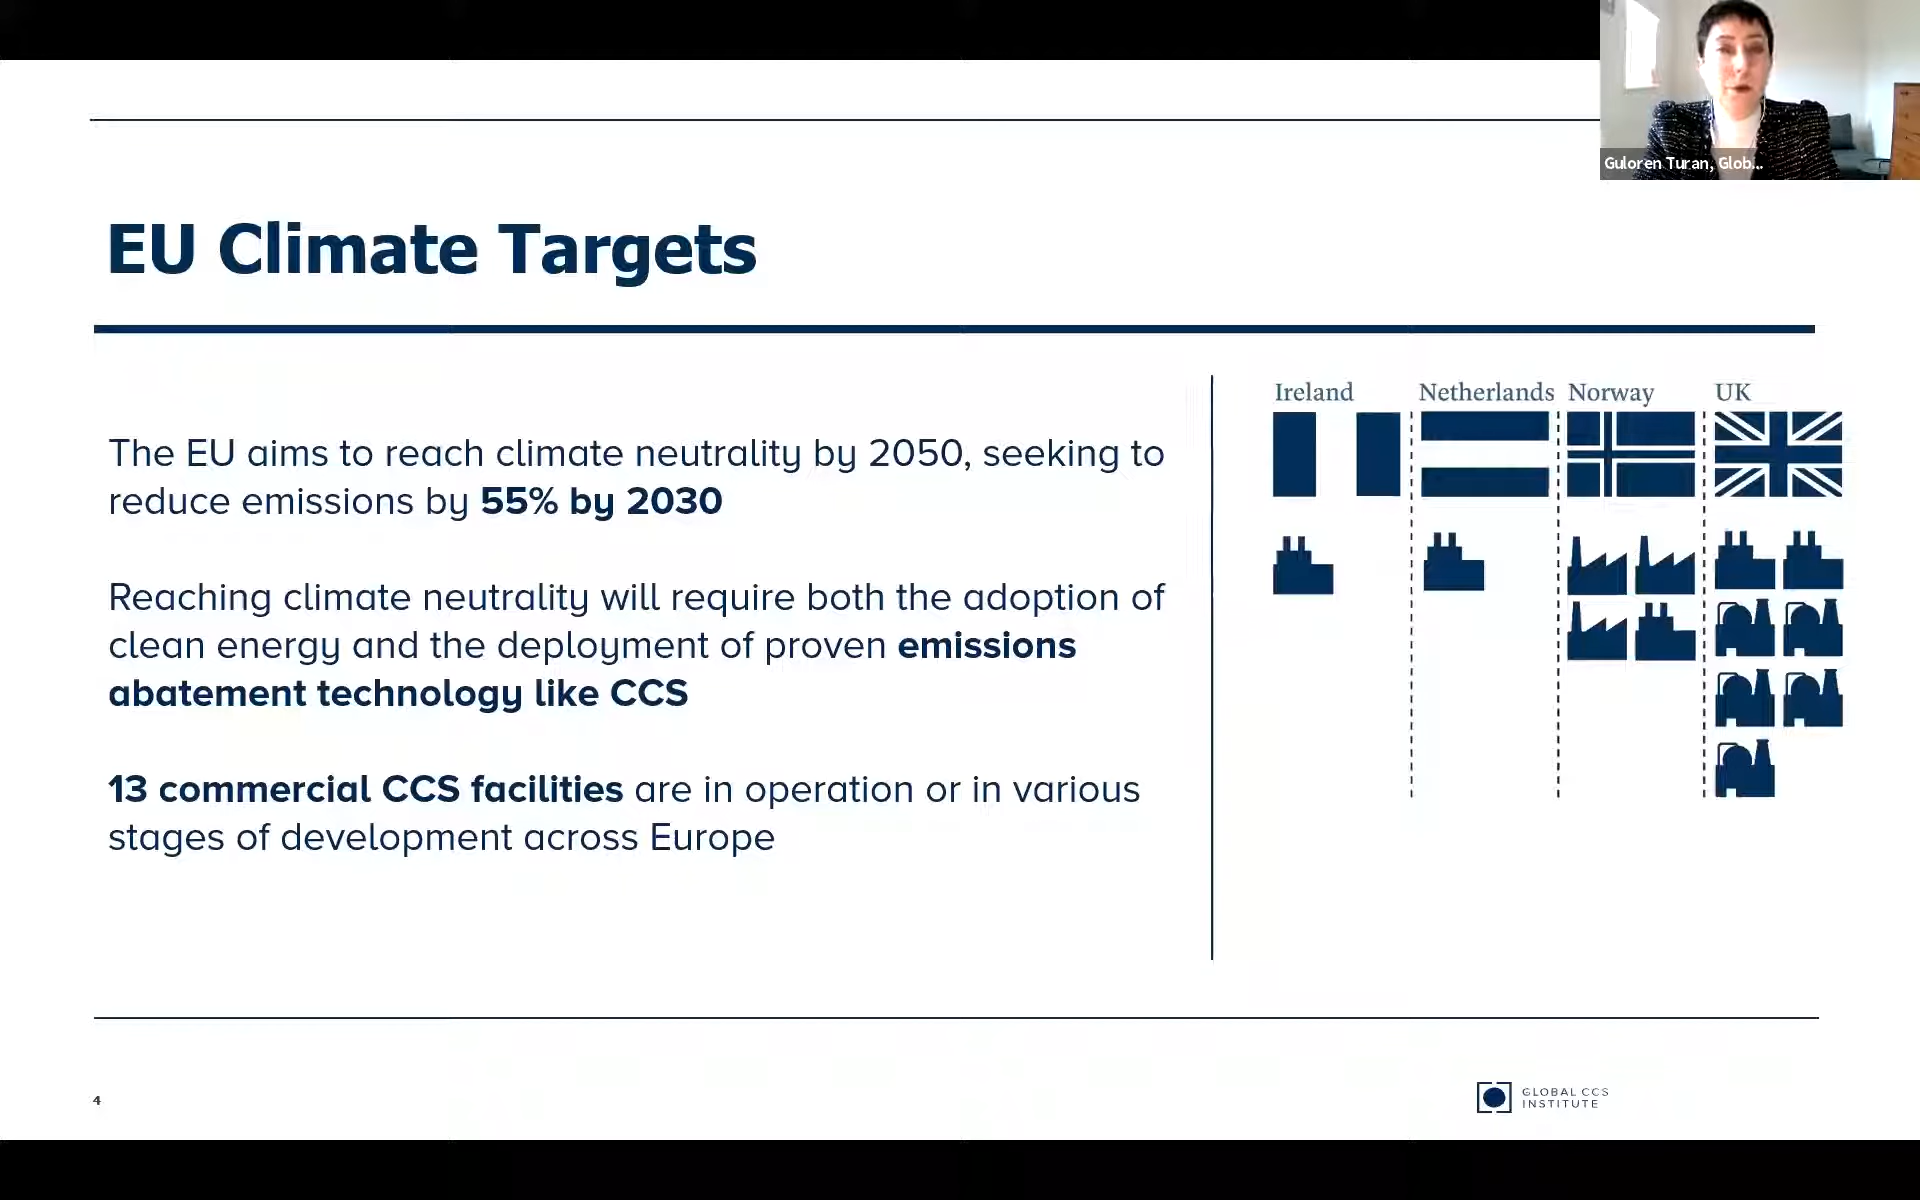 Guloren Turan, Glob...
EU Climate Targets
The EU aims to reach climate neutrality by 2050, seeking to
reduce emissions by 55% by 2030
Reaching climate neutrality will require both the adoption of
clean energy and the deployment of proven emissions
abatement technology like CCS
13 commercial CCS facilities are in operation or in various
stages of development across Europe
Ireland Netherlands Norway UK
4
GLOBAL CCS
INSTITUTE